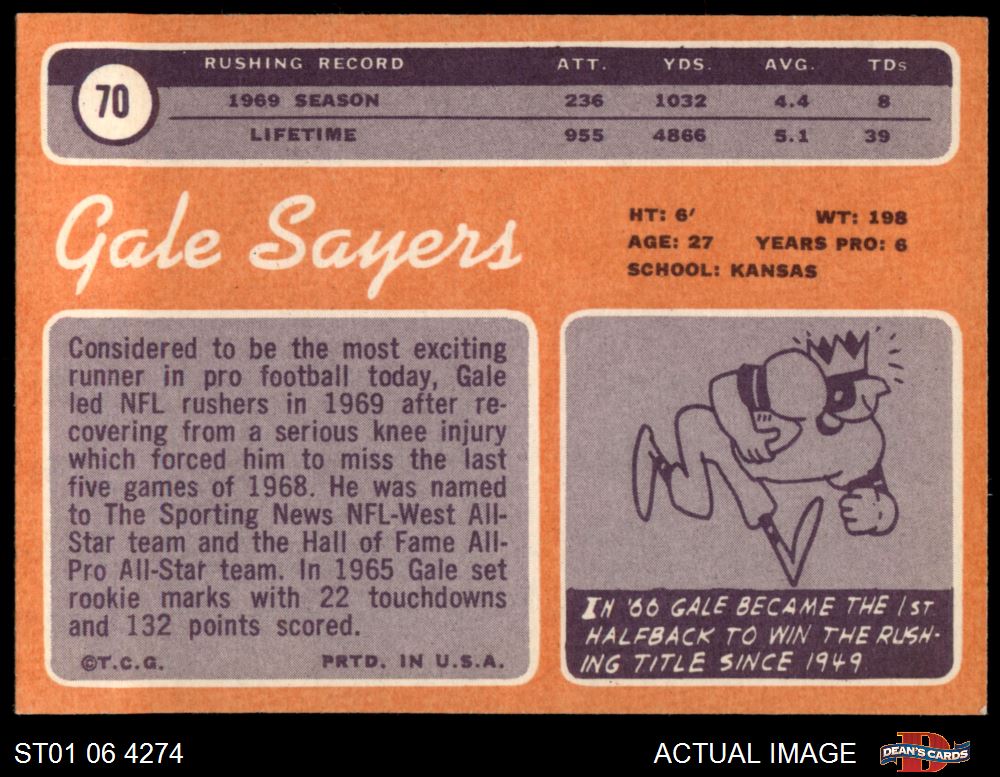 70
RUSHING RECORD ATT. YDS. AVG. TDs
1969 SEASON 236 1032 4.4 8
LIFETIME 955 4866 5.1 39
Gale Sayers
HT: 6' WT: 198
AGE: 27 YEARS PRO: 6
SCHOOL: KANSAS
Considered to be the most exciting
runner in pro football today, Gale
led NFL rushers in 1969 after re-
covering from a serious knee injury
which forced him to miss the last
five games of 1968. He was named
to The Sporting News NFL-West All-
Star team and the Hall of Fame All-
Pro All-Star team. In 1965 Gale set
rookie marks with 22 touchdowns
and 132 points scored.
©T.C.G. PRTD. IN U.S.A.
IN '66 GALE BECAME THE 1ST
HALFBACK TO WIN THE RUSH-
ING TITLE SINCE 1949.
ST01 06 4274 ACTUAL IMAGE DEAN'S CARDS